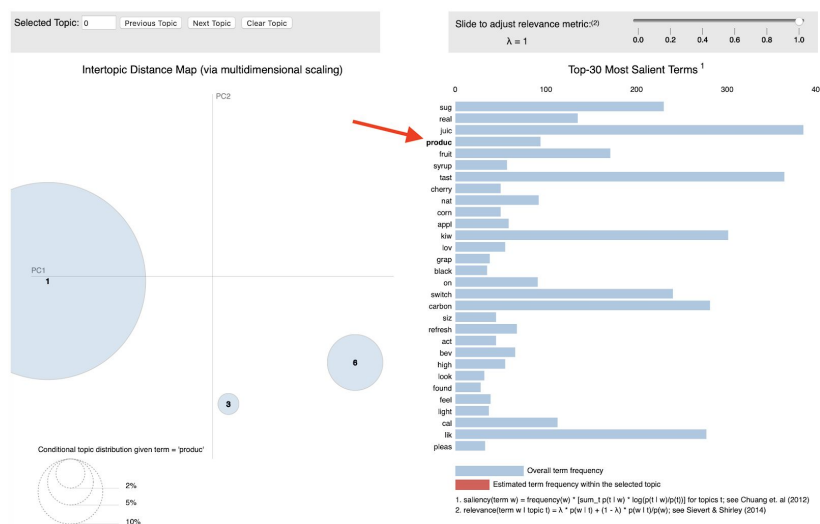 Selected Topic: 0 Previous Topic Next Topic Clear Topic
Slide to adjust relevance metric:(2)
λ = 1
0.0 0.2 0.4 0.6 0.8 1.0
Intertopic Distance Map (via multidimensional scaling)
PC2
PC1
1
6
3
Conditional topic distribution given term = 'produc'
2%
5%
10%
Top-30 Most Salient Terms 1
0 100 200 300 40
sug
real
juic
produc
fruit
syrup
tast
cherry
nat
corn
appl
kiw
lov
grap
black
on
switch
carbon
siz
refresh
act
bev
high
look
found
feel
light
cal
lik
pleas
Overall term frequency
Estimated term frequency within the selected topic
1. saliency(term w) = frequency(w) * [sum_t p(t | w) * log(p(t | w)/p(t))] for topics t; see Chuang et. al (2012)
2. relevance(term w | topic t) = λ * p(w | t) + (1 - λ) * p(w | t)/p(w); see Sievert & Shirley (2014)